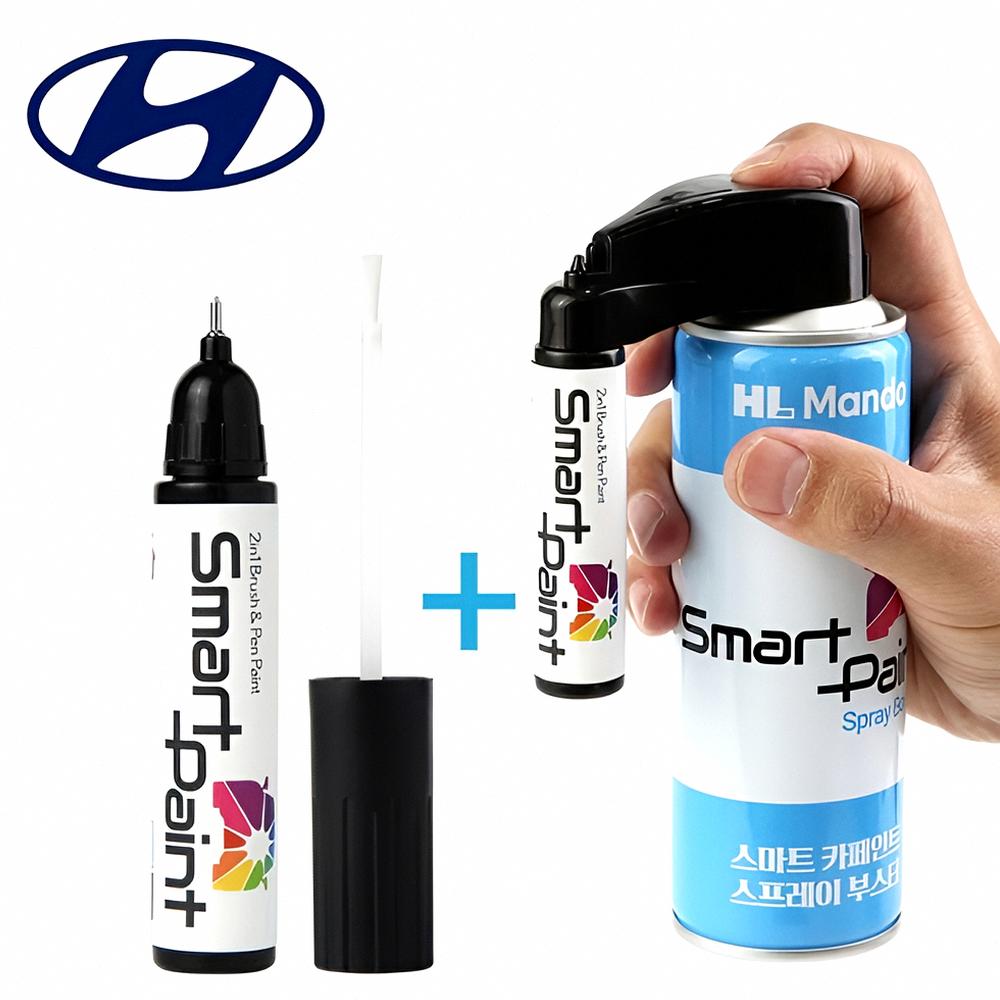 2in1 Brush & Pen Paint
Smart Paint
+
2in1 Brush & Pen Paint
Smart Paint
HL Mando
Smart
Pain
Spray
스마트 카페인트
스프레이 부스터